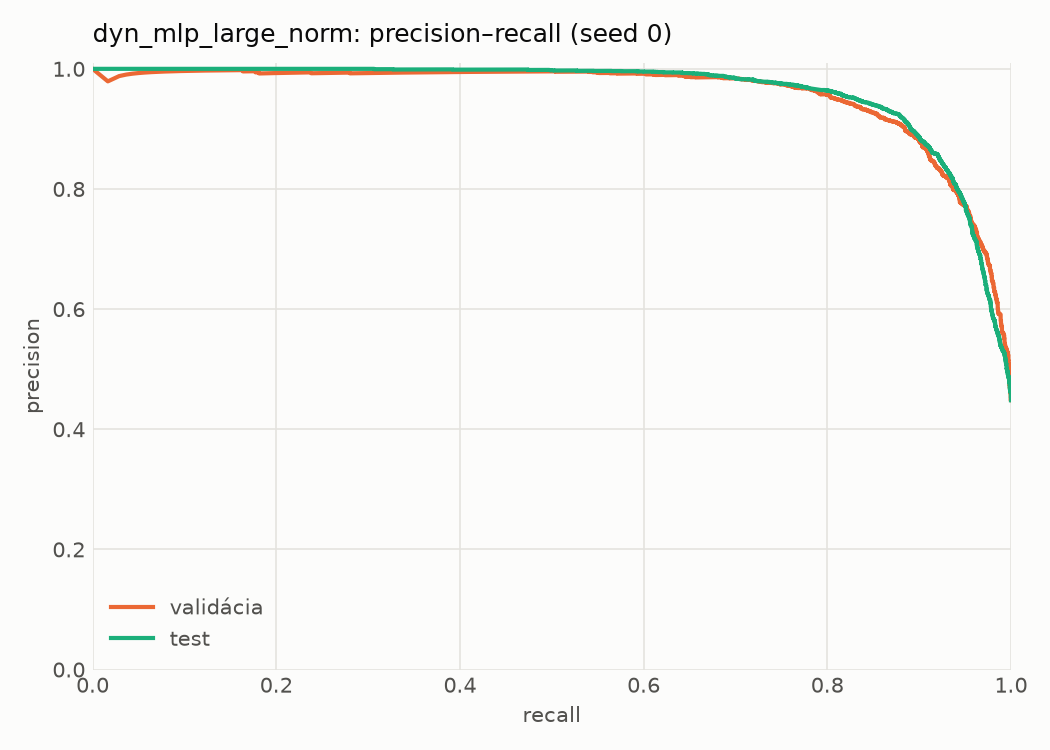 dyn_mlp_large_norm: precision–recall (seed 0)
1.0
0.8
0.6
0.4
0.2
0.0
precision
validácia
test
0.0 0.2 0.4 0.6 0.8 1.0
recall